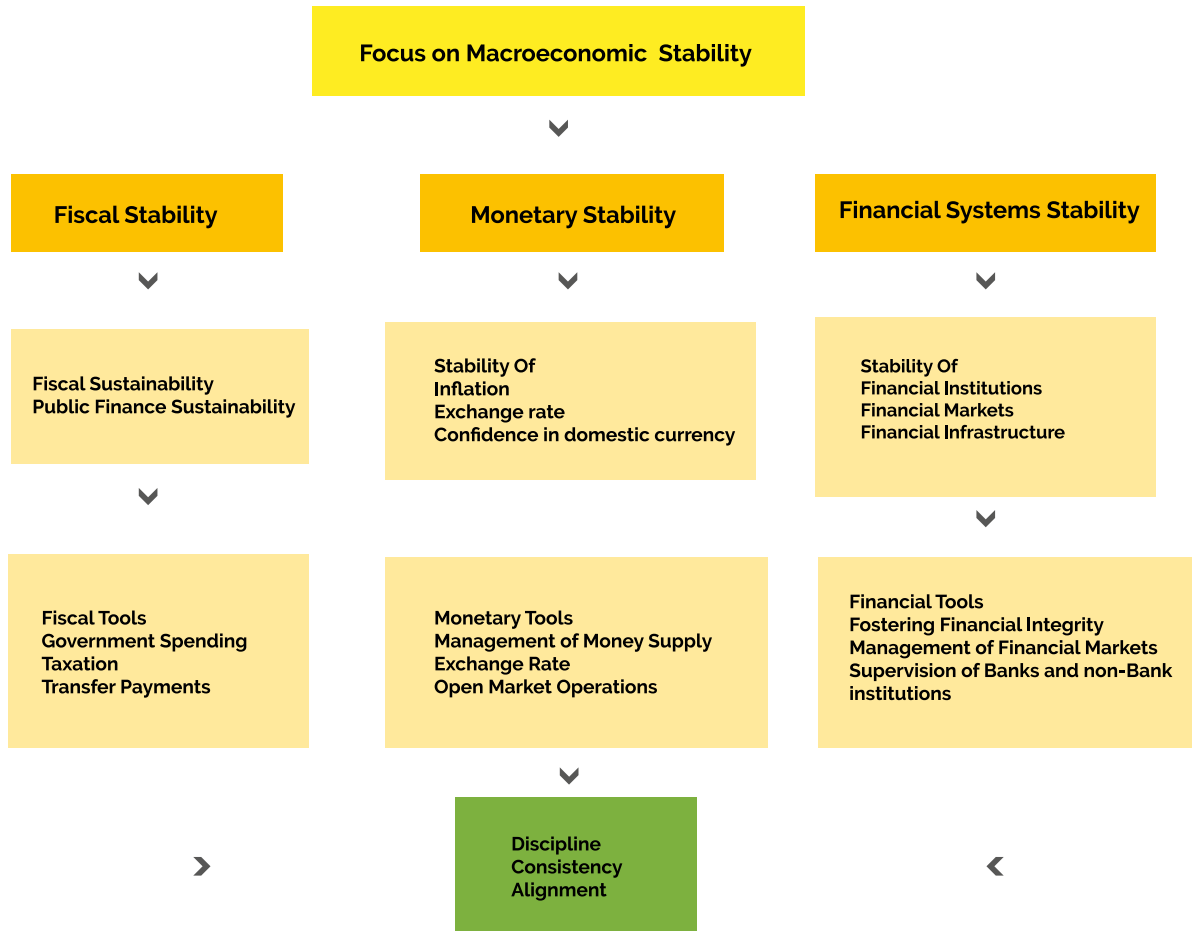 Focus on Macroeconomic  Stability
Fiscal Stability
Monetary Stability
Financial Systems Stability
Fiscal Sustainability
Public Finance Sustainability
Stability Of
Inflation
Exchange rate
Confidence in domestic currency
Stability Of
Financial Institutions
Financial Markets
Financial Infrastructure
Fiscal Tools
Government Spending
Taxation
Transfer Payments
Monetary Tools
Management of Money Supply
Exchange Rate
Open Market Operations
Financial Tools
Fostering Financial Integrity
Management of Financial Markets
Supervision of Banks and non-Bank
institutions
Discipline
Consistency
Alignment